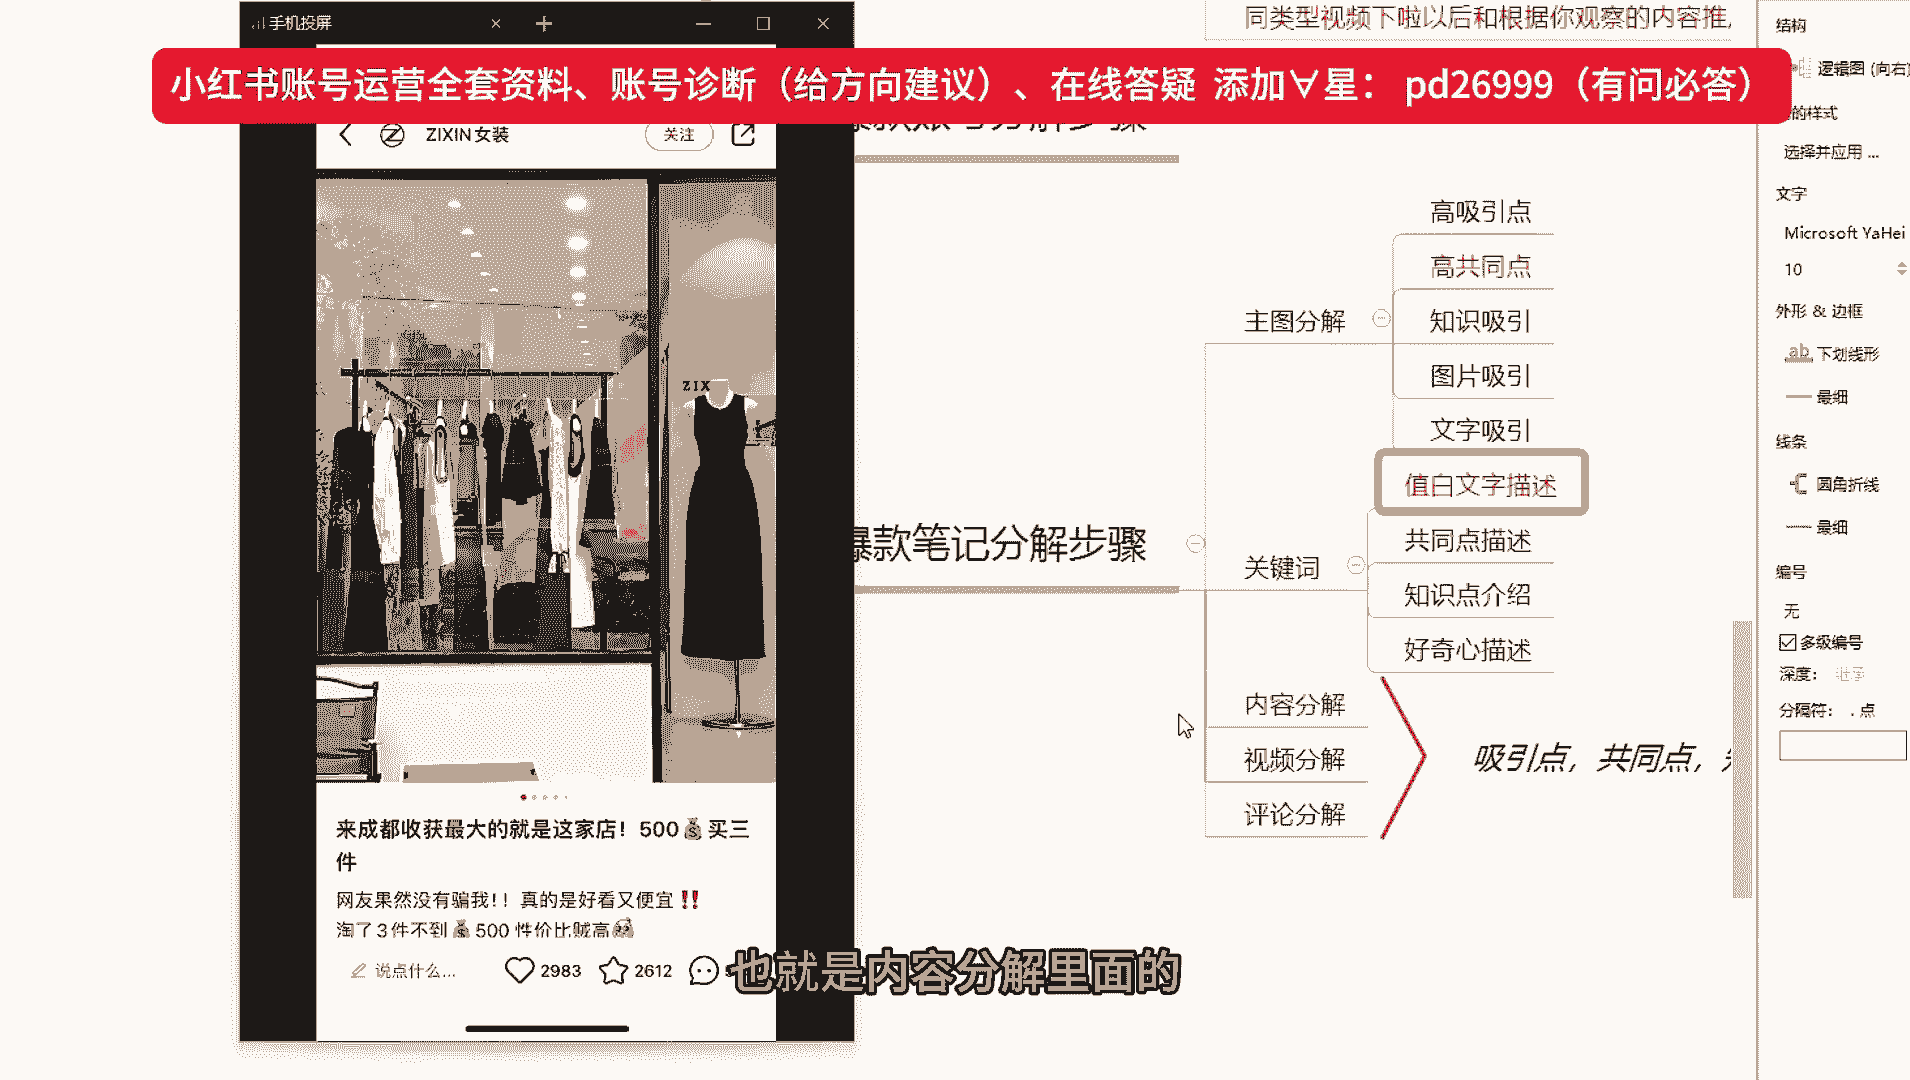 手机投屏
同类型视频下啦以后和根据你观察的内容推,
小红书账号运营全套资料、账号诊断（给方向建议）、在线答疑 添加∀星： pd26999（有问必答）
ZIXIN 女装
关注
ZIX
来成都收获最大的就是这家店！500💰买三
件
网友果然没有骗我!！真的是好看又便宜‼️
淘了3件不到💰500 性价比贼高
说点什么...
2983
2612
爆款笔记分解步骤
主图分解
高吸引点
高共同点
知识吸引
图片吸引
文字吸引
关键词
值白文字描述
共同点描述
知识点介绍
好奇心描述
内容分解
视频分解
评论分解
吸引点，共同点，
也就是内容分解里面的
结构
逻辑图 (向右)
的样式
选择并应用 ...
文字
Microsoft YaHei
10
外形 & 边框
下划线形
最细
线条
圆角折线
最细
编号
无
多级编号
深度：
分隔符： . 点